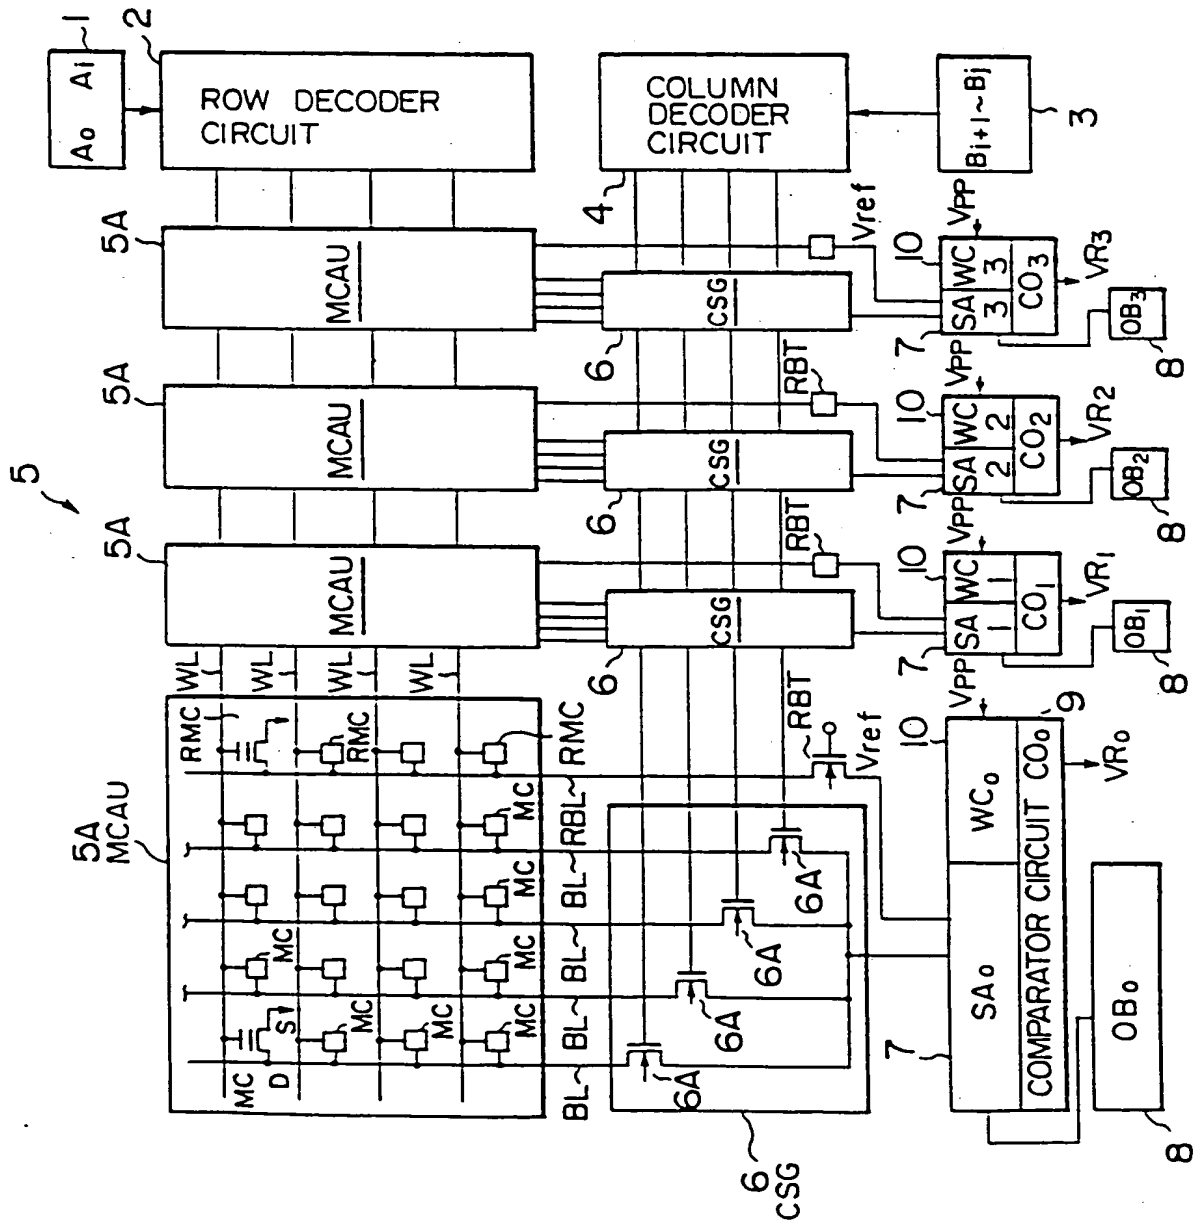 5
1
A0 Ai
2
ROW DECODER
CIRCUIT
COLUMN
DECODER
CIRCUIT
4
Bi+1~Bj
3
5A
MCAU
5A
MCAU
5A
MCAU
5A
MCAU
WL
WL
WL
WL
RMC
RMC
RMC
MC
MC
MC
MC
MC
MC
MC
MC
D
S
BL
BL
BL
BL
RBL
RBT
RBT
RBT
Vref
Vref
6
CSG
6
CSG
6
CSG
6
CSG
6A
6A
6A
6A
7
SA0
10
WC0
VPP
COMPARATOR CIRCUIT CO0
9
VR0
OB0
8
7
SA
1
10
WC
1
VPP
CO1
VR1
OB1
8
7
SA
2
10
WC
2
VPP
CO2
VR2
OB2
8
7
SA
3
10
WC
3
VPP
CO3
VR3
OB3
8